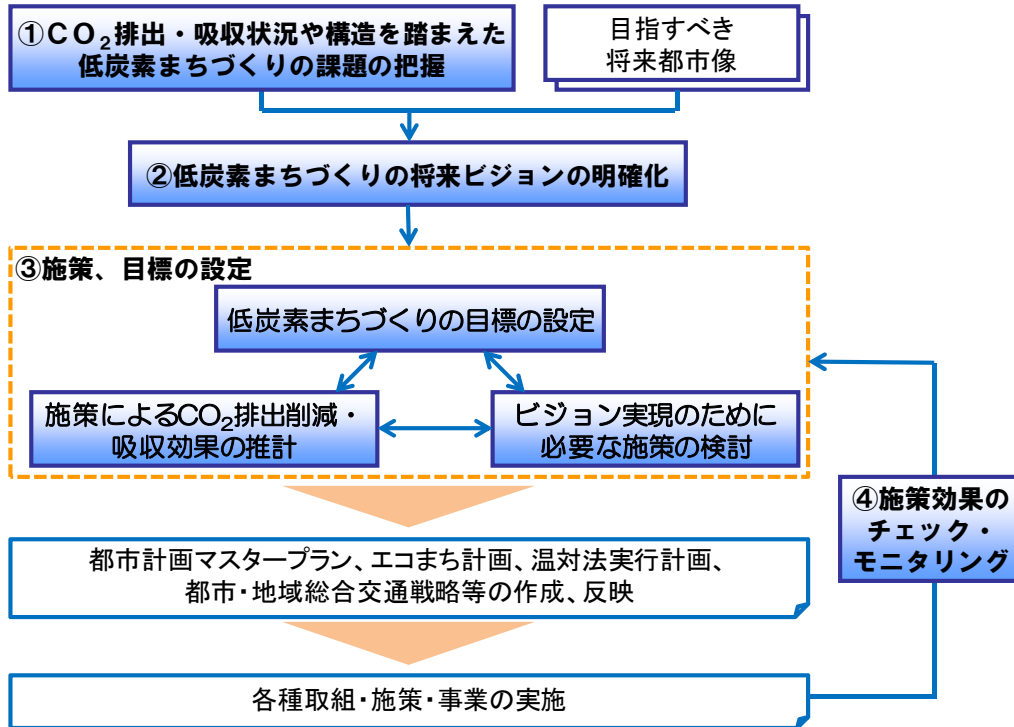 ①CO₂排出・吸収状況や構造を踏まえた
低炭素まちづくりの課題の把握
目指すべき
将来都市像
②低炭素まちづくりの将来ビジョンの明確化
③施策、目標の設定
低炭素まちづくりの目標の設定
施策によるCO₂排出削減・
吸収効果の推計
ビジョン実現のために
必要な施策の検討
④施策効果の
チェック・
モニタリング
都市計画マスタープラン、エコまち計画、温対法実行計画、
都市・地域総合交通戦略等の作成、反映
各種取組・施策・事業の実施